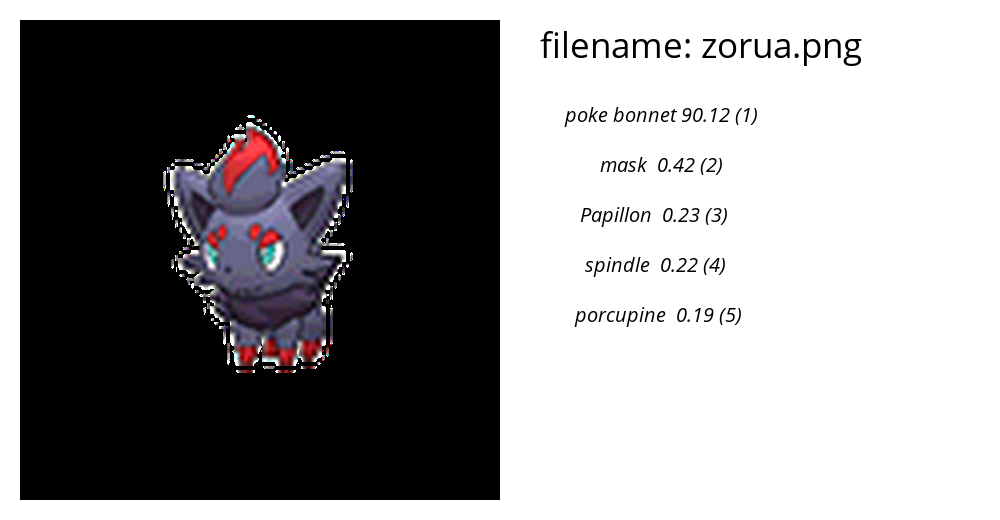 filename: zorua.png
poke bonnet 90.12 (1)
mask 0.42 (2)
Papillon 0.23 (3)
spindle 0.22 (4)
porcupine 0.19 (5)